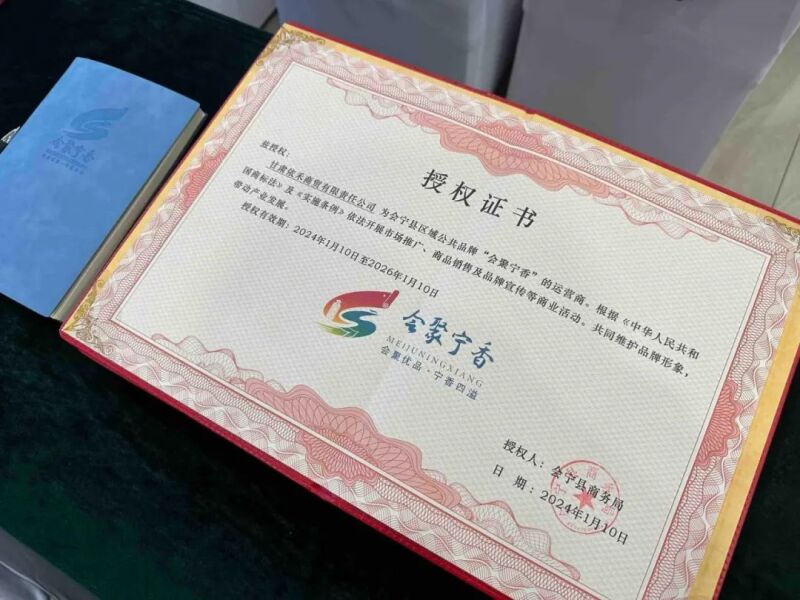 会聚宁香
授权证书
兹授权：
甘肃依禾商贸有限责任公司 为会宁县区域公共品牌“会聚宁香”的运营商。根据《中华人民共和
国商标法》及《实施条例》依法开展市场推广、商品销售及品牌宣传等商业活动。共同维护品牌形象，
带动产业发展。
授权有效期：2024年1月10日至2026年1月10日
会聚宁香
MEIJUNINGXIANG
会聚优品·宁香四溢
授权人：会宁县商务局
日 期：2024年1月10日